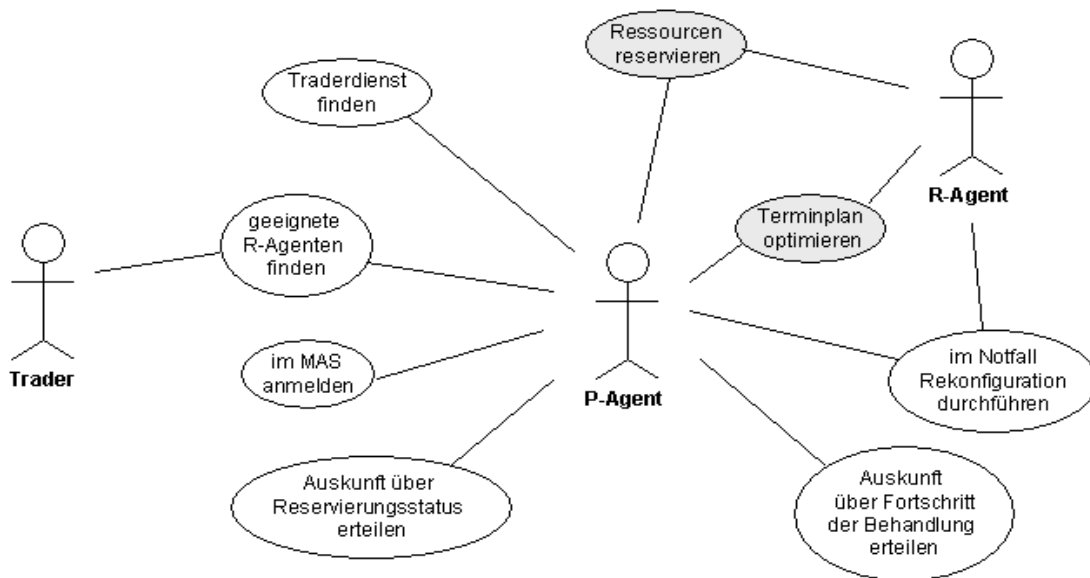 Ressourcen
reservieren
Traderdienst
finden
R-Agent
geeignete
R-Agenten
finden
Terminplan
optimieren
Trader
im MAS
anmelden
P-Agent
im Notfall
Rekonfiguration
durchführen
Auskunft über
Reservierungsstatus
erteilen
Auskunft
über Fortschritt
der Behandlung
erteilen